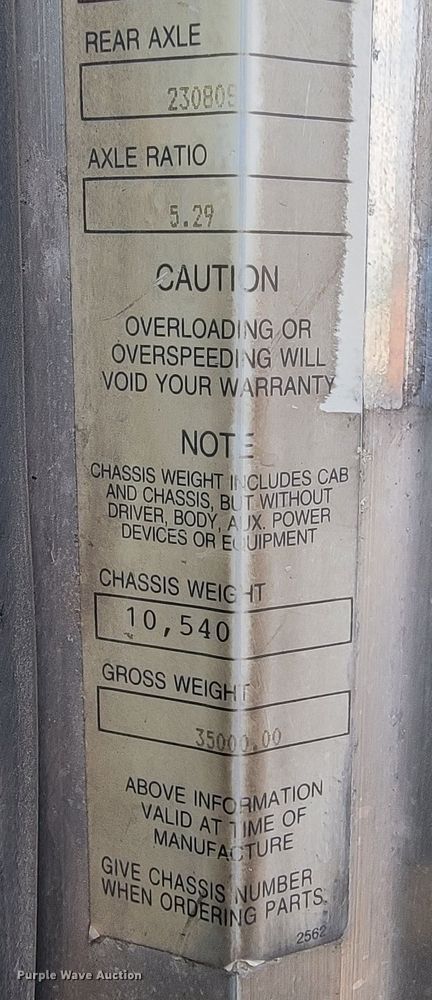 REAR AXLE
23080S
AXLE RATIO
5.29
CAUTION
OVERLOADING OR
OVERSPEEDING WILL
VOID YOUR WARRANTY
NOTE
CHASSIS WEIGHT INCLUDES CAB
AND CHASSIS, BUT WITHOUT
DRIVER, BODY, AUX. POWER
DEVICES OR EQUIPMENT
CHASSIS WEIGHT
10,540
GROSS WEIGHT
35000.00
ABOVE INFORMATION
VALID AT TIME OF
MANUFACTURE
GIVE CHASSIS NUMBER
WHEN ORDERING PARTS.
2562
Purple Wave Auction